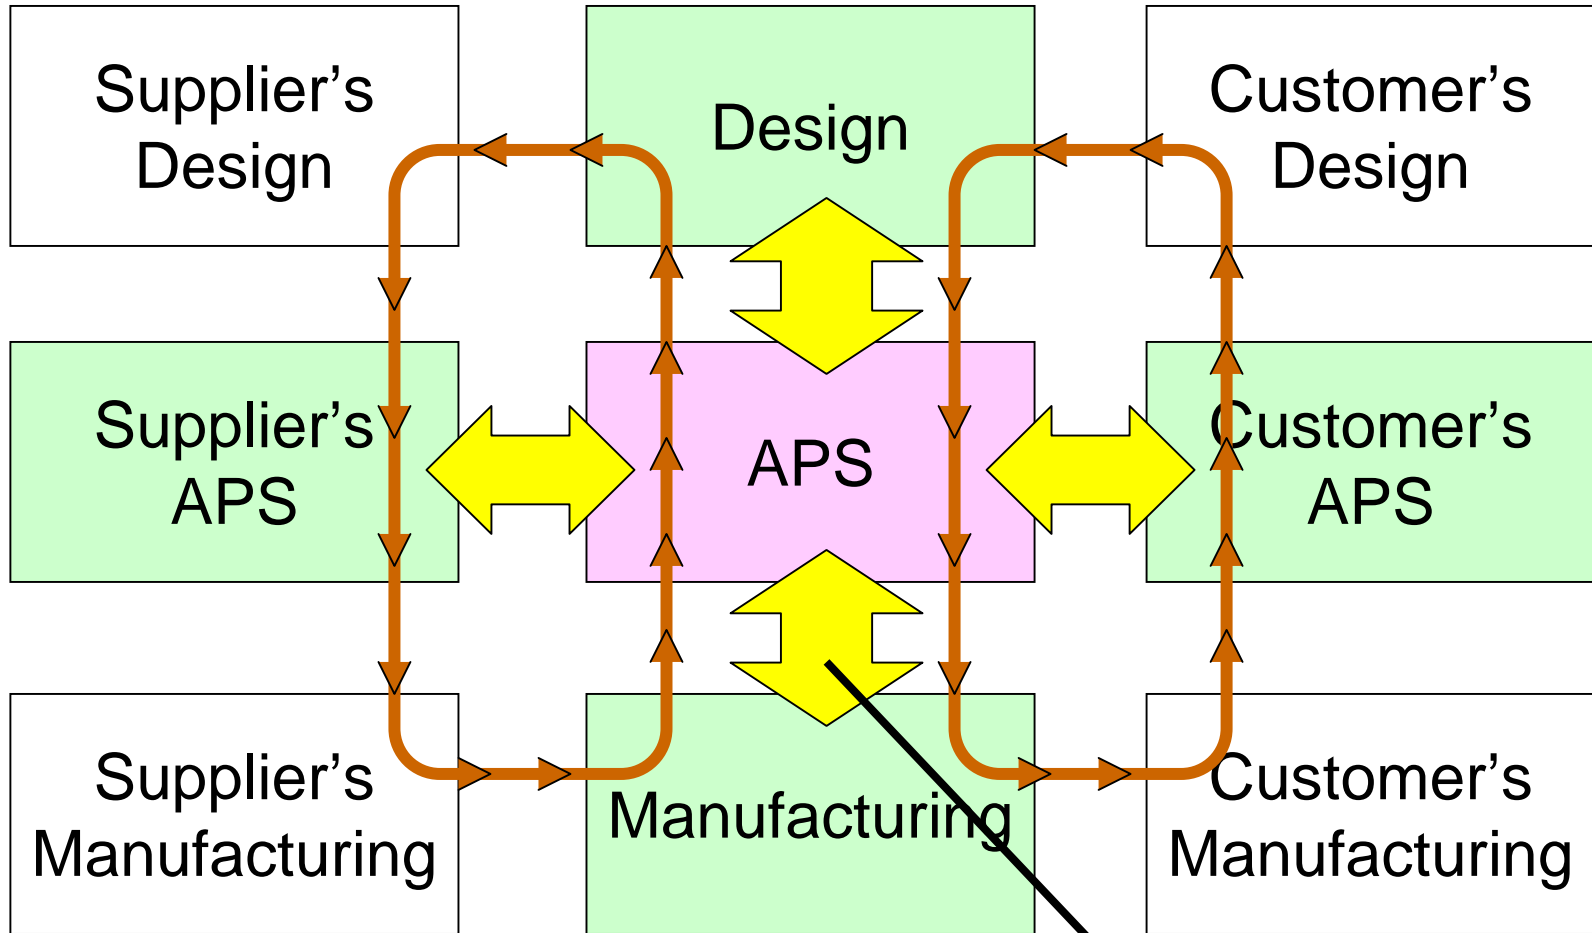 Supplier’s
Design
Design
Customer’s
Design
Supplier’s
APS
APS
Customer’s
APS
Supplier’s
Manufacturing
Manufacturing
Customer’s
Manufacturing